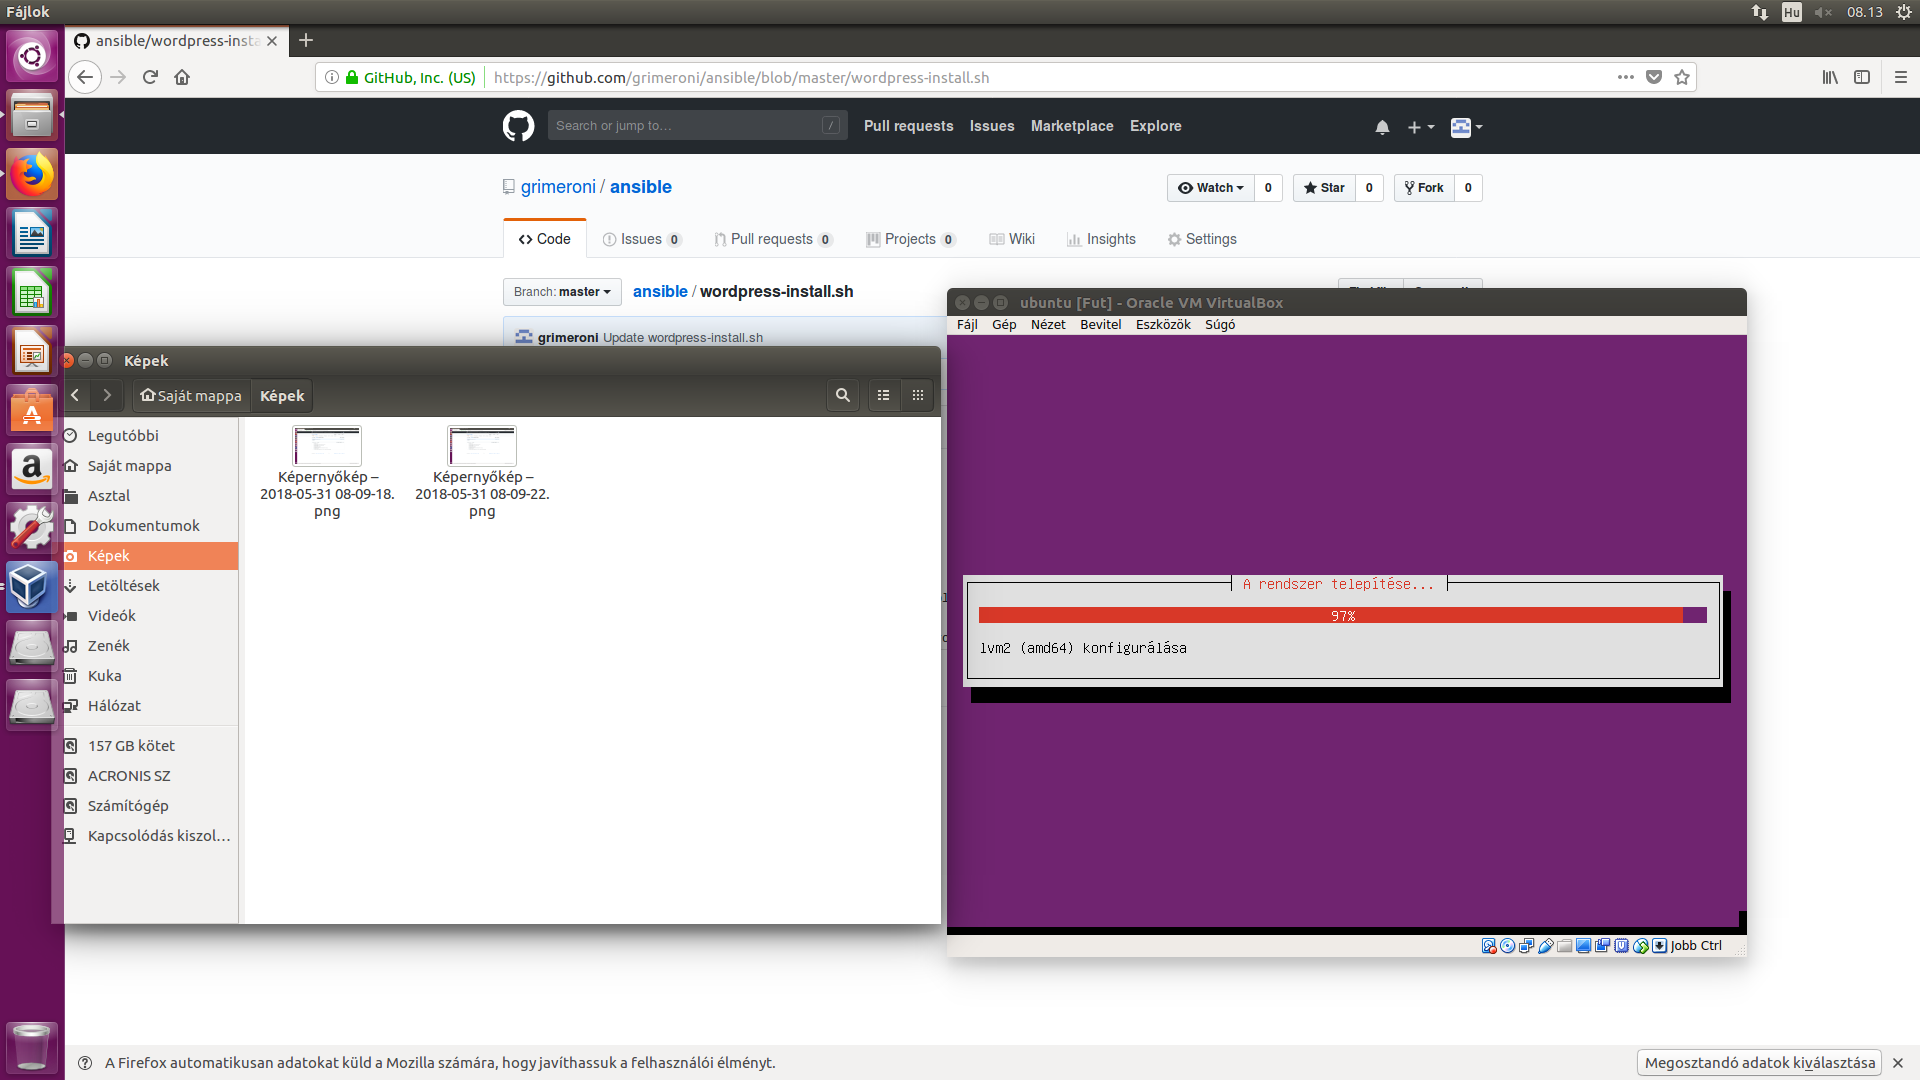 Fájlok
Hu
08.13
ansible/wordpress-insta
GitHub, Inc. (US)
https://github.com/grimeroni/ansible/blob/master/wordpress-install.sh
Search or jump to…
/
Pull requests
Issues
Marketplace
Explore
grimeroni / ansible
Watch
0
Star
0
Fork
0
Code
Issues 0
Pull requests 0
Projects 0
Wiki
Insights
Settings
Branch: master
ansible / wordpress-install.sh
grimeroni Update wordpress-install.sh
Képek
Saját mappa
Képek
Legutóbbi
Saját mappa
Asztal
Dokumentumok
Képek
Letöltések
Videók
Zenék
Kuka
Hálózat
157 GB kötet
ACRONIS SZ
Számítógép
Kapcsolódás kiszol…
Képernyőkép –
2018-05-31 08-09-18.
png
Képernyőkép –
2018-05-31 08-09-22.
png
ubuntu [Fut] - Oracle VM VirtualBox
Fájl
Gép
Nézet
Bevitel
Eszközök
Súgó
A rendszer telepítése...
97%
lvm2 (amd64) konfigurálása
Jobb Ctrl
A Firefox automatikusan adatokat küld a Mozilla számára, hogy javíthassuk a felhasználói élményt.
Megosztandó adatok kiválasztása